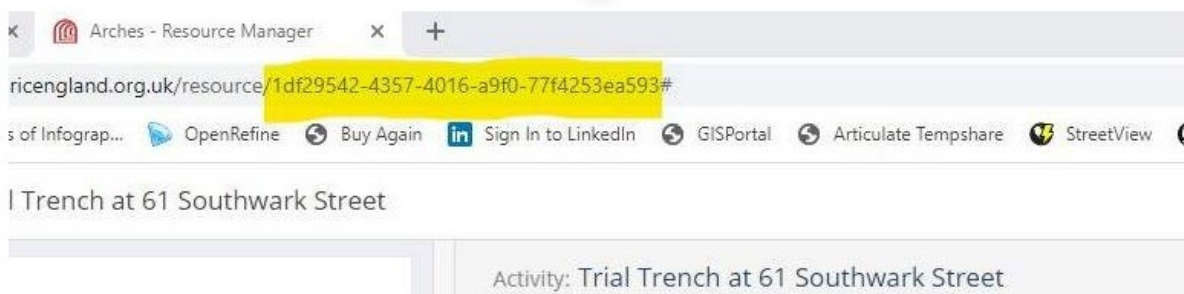 Arches - Resource Manager
ricengland.org.uk/resource/1df29542-4357-4016-a9f0-77f4253ea593#
s of Infograp... OpenRefine Buy Again in Sign In to LinkedIn GISPortal Articulate Tempshare StreetView
l Trench at 61 Southwark Street
Activity: Trial Trench at 61 Southwark Street